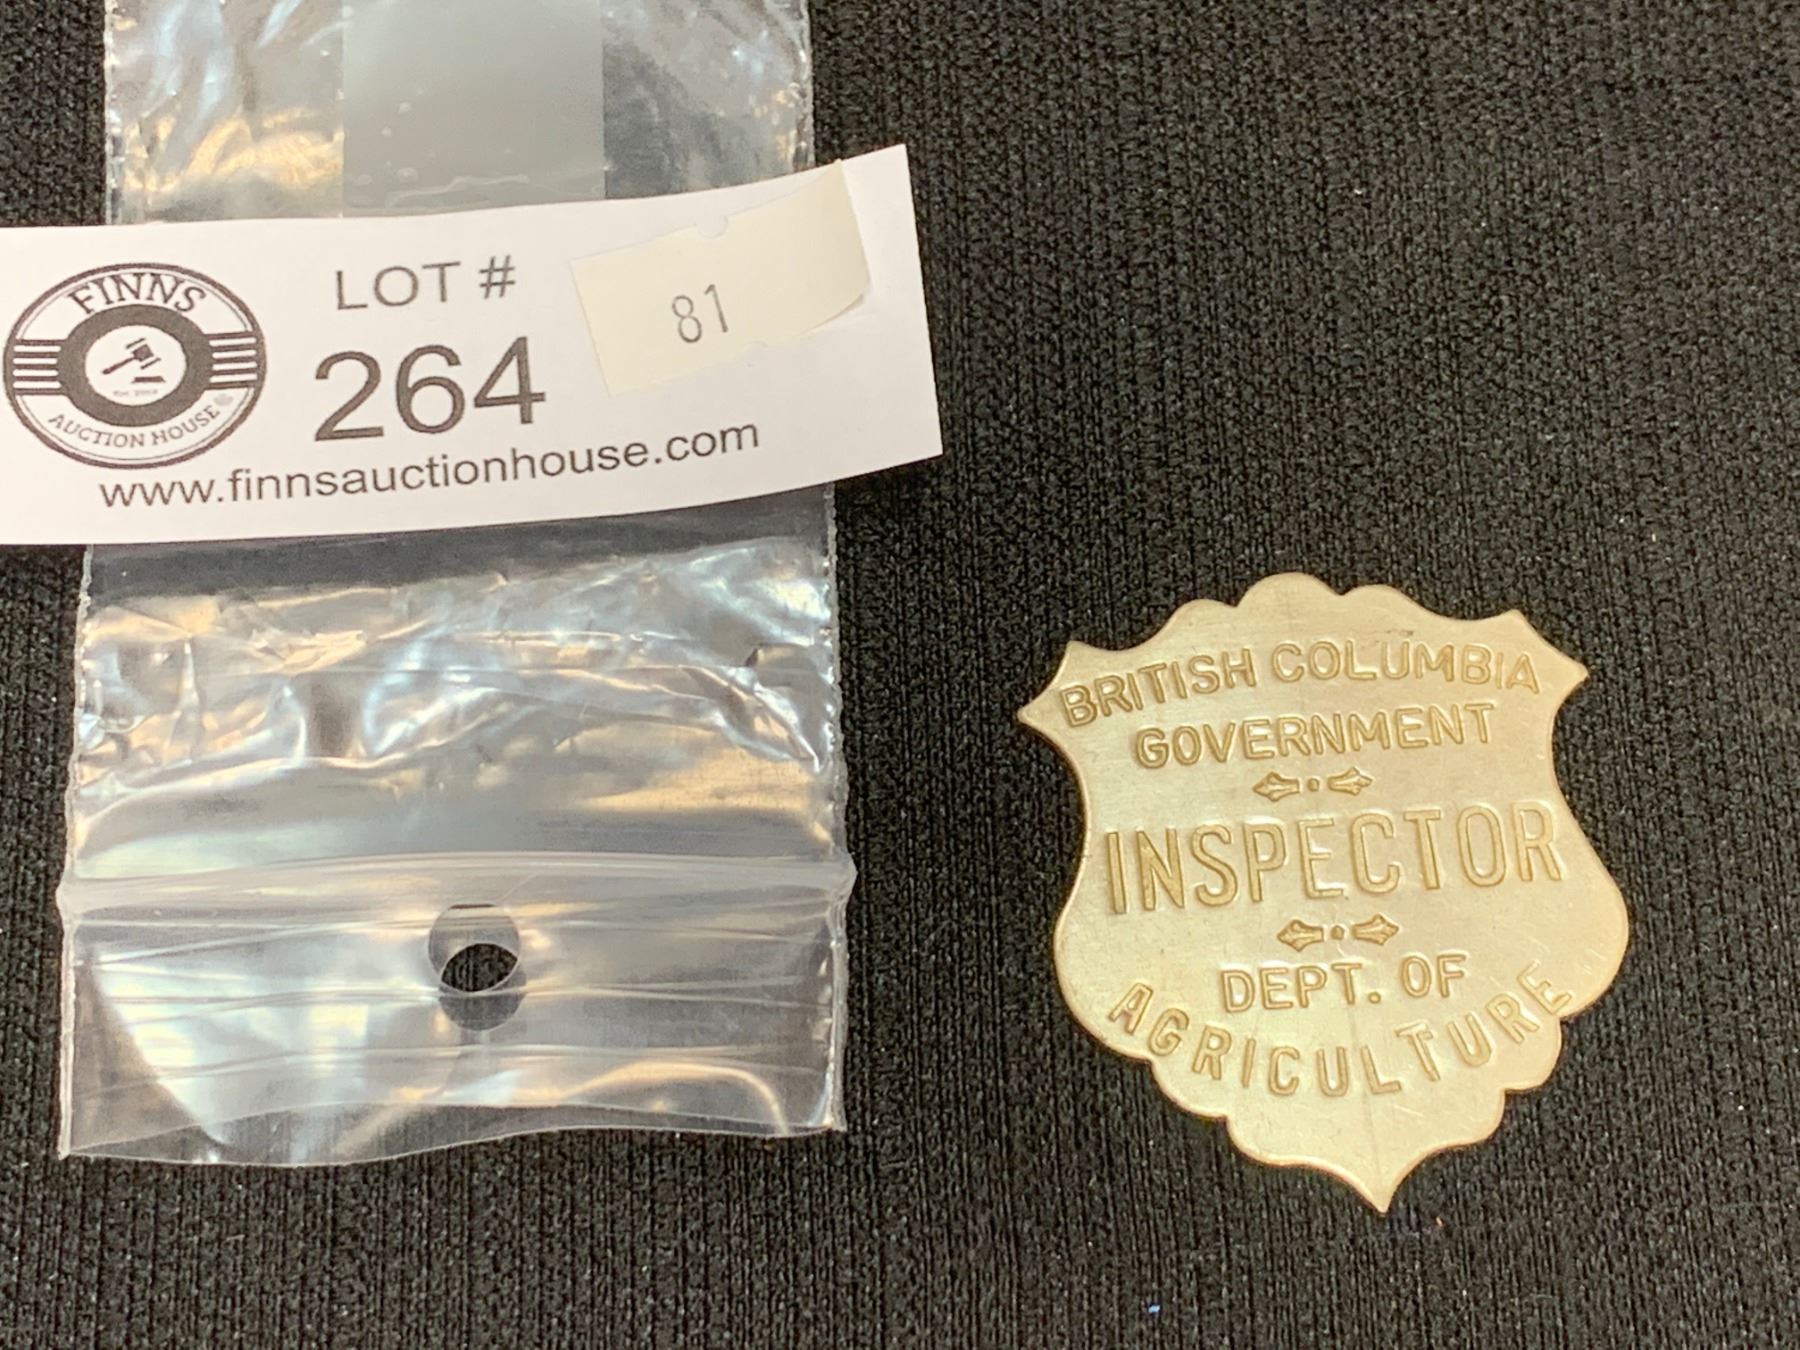 FINNS
AUCTION HOUSE
LOT #
264
81
www.finnsauctionhouse.com
BRITISH COLUMBIA
GOVERNMENT
INSPECTOR
DEPT. OF
AGRICULTURE